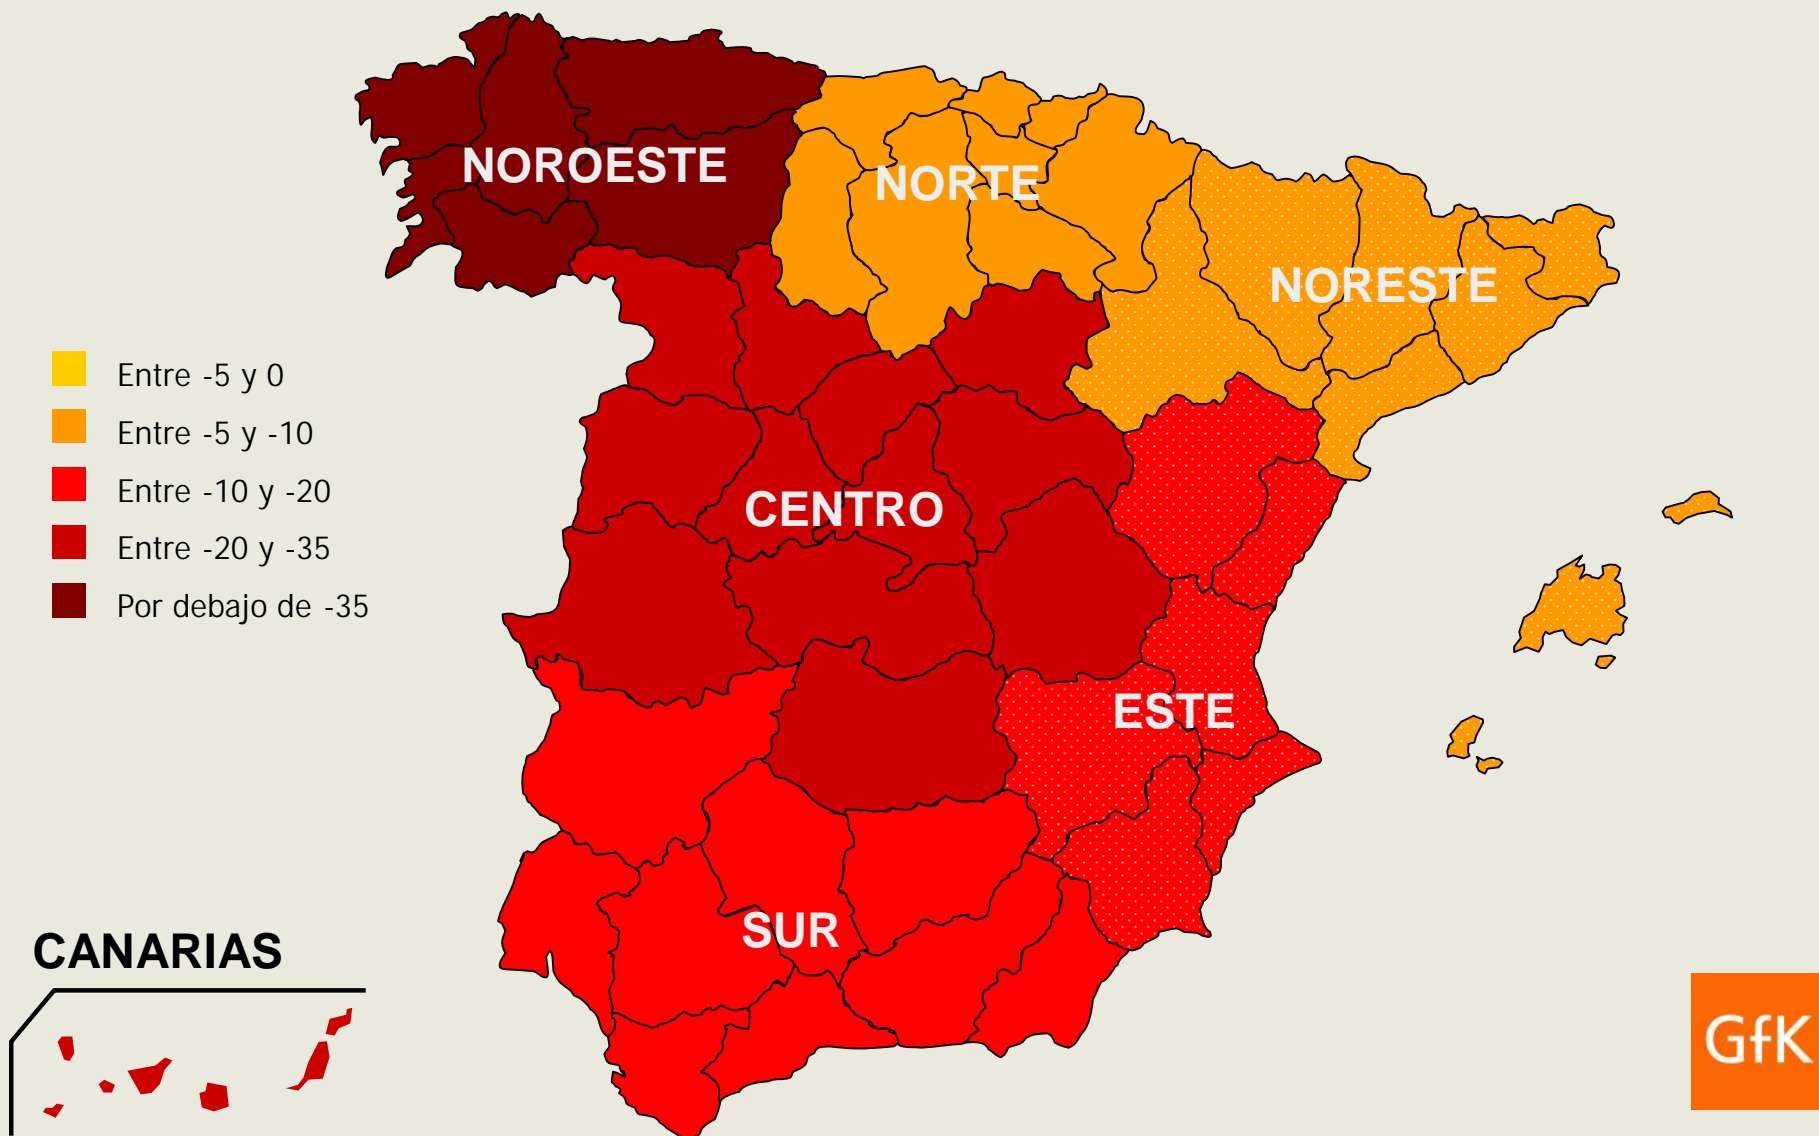 NOROESTE
NORTE
NORESTE
Entre -5 y 0
Entre -5 y -10
Entre -10 y -20
Entre -20 y -35
Por debajo de -35
CENTRO
ESTE
SUR
CANARIAS
GfK